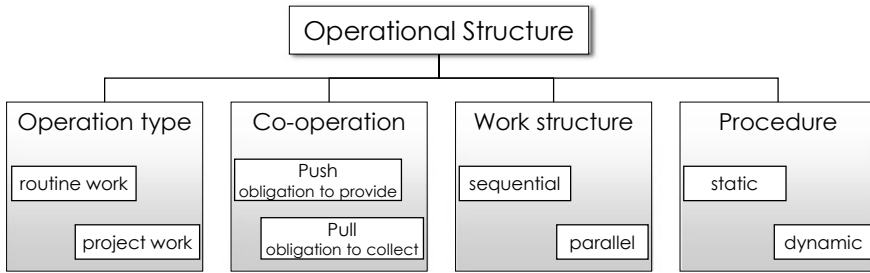 Operational Structure
Operation type
routine work
project work
Co-operation
Push
obligation to provide
Pull
obligation to collect
Work structure
sequential
parallel
Procedure
static
dynamic